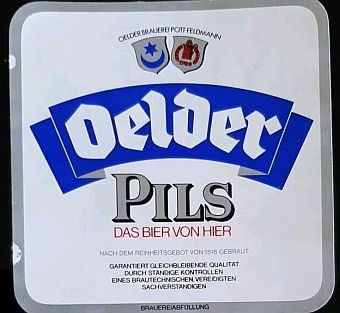 OELDER BRAUEREI POTT-FELDMANN
Oelder
PILS
DAS BIER VON HIER
NACH DEM REINHEITSGEBOT VON 1516 GEBRAUT
GARANTIERT GLEICHBLEIBENDE QUALITÄT
DURCH STÄNDIGE KONTROLLEN
EINES BRAUTECHNISCHEN, VEREIDIGTEN
SACHVERSTÄNDIGEN
BRAUEREIABFÜLLUNG